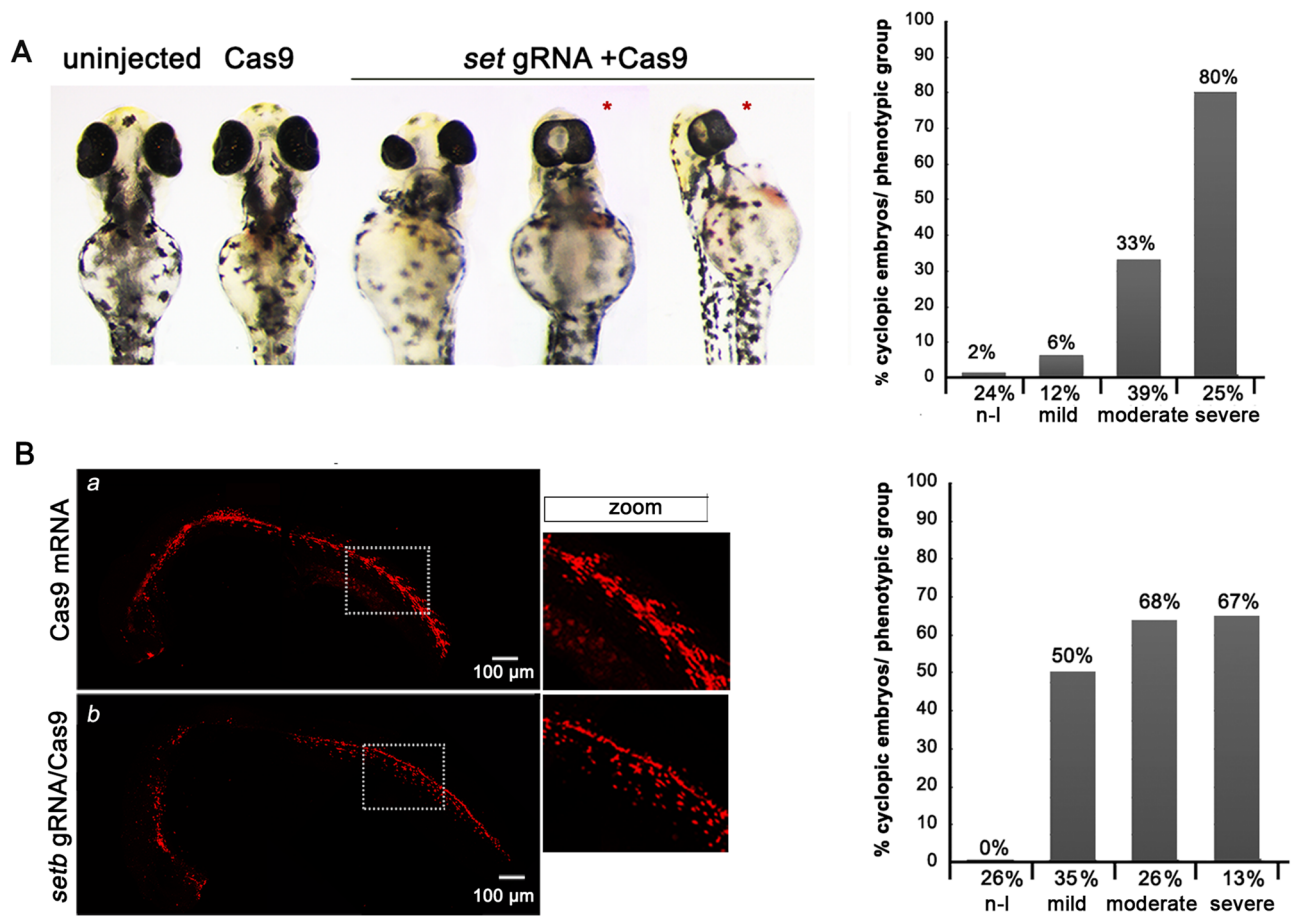 A
uninjected Cas9 set gRNA +Cas9
* *
% cyclopic embryos/ phenotypic group
100
90
80
70
60
50
40
30
20
10
0
2% 6% 33% 80%
24% 12% 39% 25%
n-l mild moderate severe
B
Cas9 mRNA
a
100 µm
zoom
setb gRNA/Cas9
b
100 µm
% cyclopic embryos/ phenotypic group
100
90
80
70
60
50
40
30
20
10
0
0% 50% 68% 67%
26% 35% 26% 13%
n-l mild moderate severe